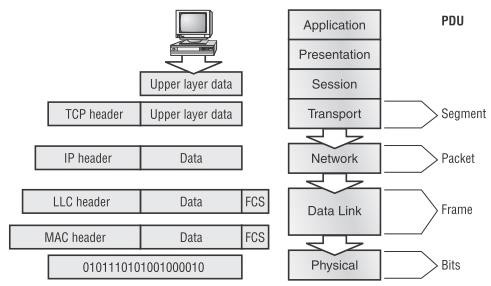 Application
PDU
Presentation
Upper layer data
Session
TCP header Upper layer data
Transport
Segment
IP header Data
Network
Packet
LLC header Data FCS
Data Link
Frame
MAC header Data FCS
0101110101001000010
Physical
Bits